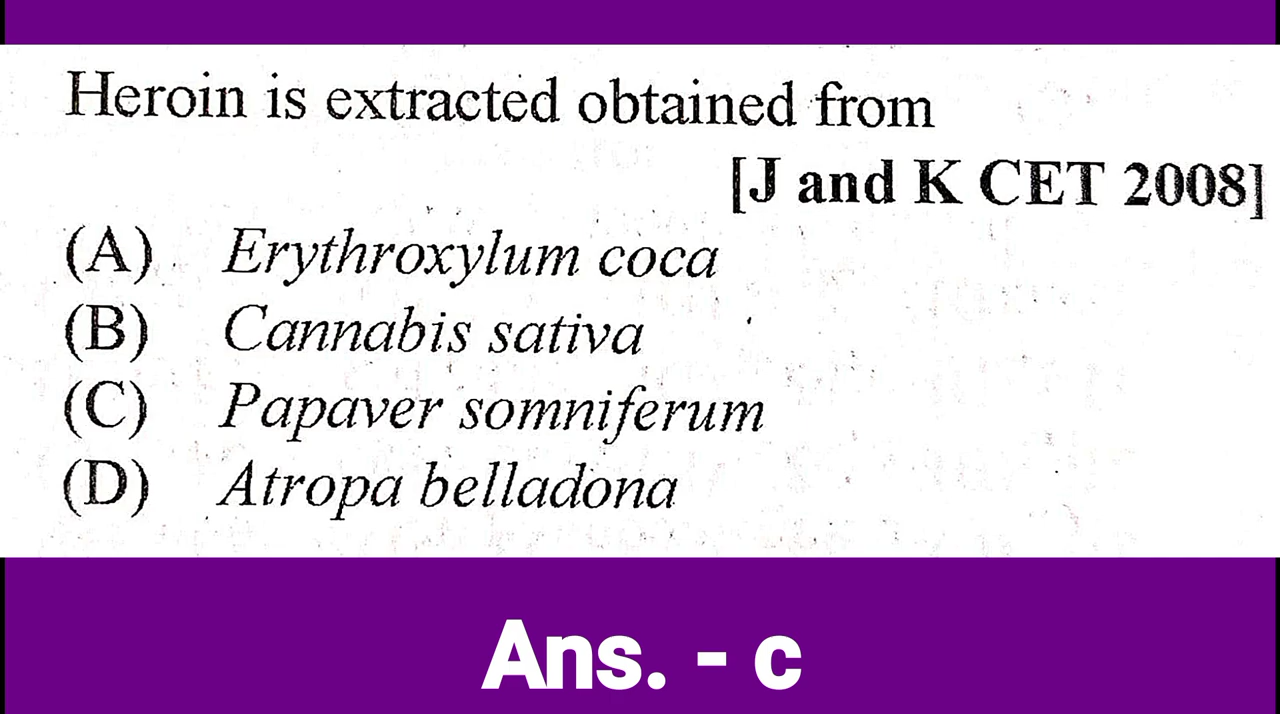 Heroin is extracted obtained from
[J and K CET 2008]
(A) Erythroxylum coca
(B) Cannabis sativa
(C) Papaver somniferum
(D) Atropa belladona
Ans. - c